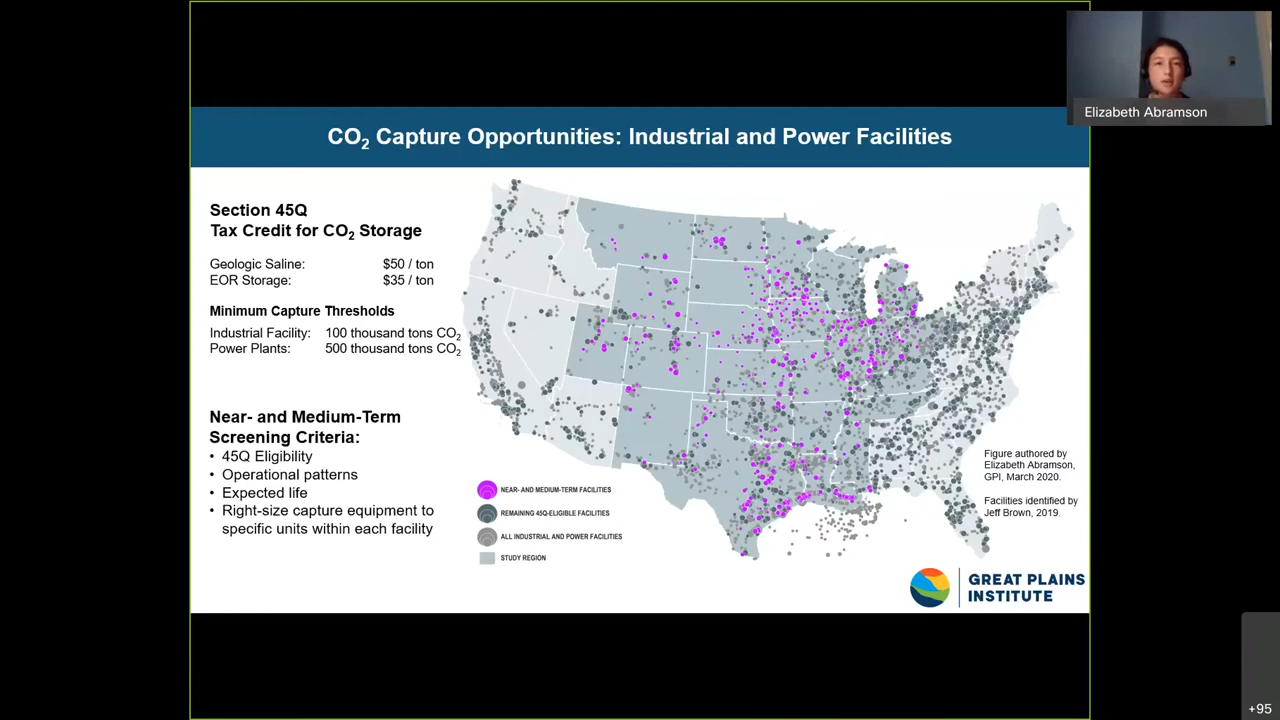 Elizabeth Abramson
CO2 Capture Opportunities: Industrial and Power Facilities
Section 45Q
Tax Credit for CO2 Storage
Geologic Saline: $50 / ton
EOR Storage: $35 / ton
Minimum Capture Thresholds
Industrial Facility: 100 thousand tons CO2
Power Plants: 500 thousand tons CO2
Near- and Medium-Term
Screening Criteria:
• 45Q Eligibility
• Operational patterns
• Expected life
• Right-size capture equipment to
specific units within each facility
NEAR- AND MEDIUM-TERM FACILITIES
REMAINING 45Q-ELIGIBLE FACILITIES
ALL INDUSTRIAL AND POWER FACILITIES
STUDY REGION
Figure authored by
Elizabeth Abramson,
GPI, March 2020.
Facilities identified by
Jeff Brown, 2019.
GREAT PLAINS
INSTITUTE
+95